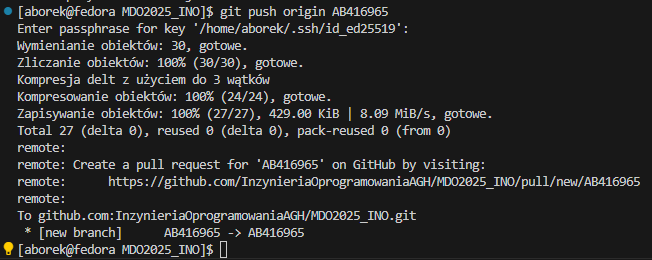 [aborek@fedora MDO2025_INO]$ git push origin AB416965
Enter passphrase for key '/home/aborek/.ssh/id_ed25519':
Wymienianie obiektów: 30, gotowe.
Zliczanie obiektów: 100% (30/30), gotowe.
Kompresja delt z użyciem do 3 wątków
Kompresowanie obiektów: 100% (24/24), gotowe.
Zapisywanie obiektów: 100% (27/27), 429.00 KiB | 8.09 MiB/s, gotowe.
Total 27 (delta 0), reused 0 (delta 0), pack-reused 0 (from 0)
remote:
remote: Create a pull request for 'AB416965' on GitHub by visiting:
remote:      https://github.com/InzynieriaOprogramowaniaAGH/MDO2025_INO/pull/new/AB416965
remote:
To github.com:InzynieriaOprogramowaniaAGH/MDO2025_INO.git
 * [new branch]      AB416965 -> AB416965
[aborek@fedora MDO2025_INO]$